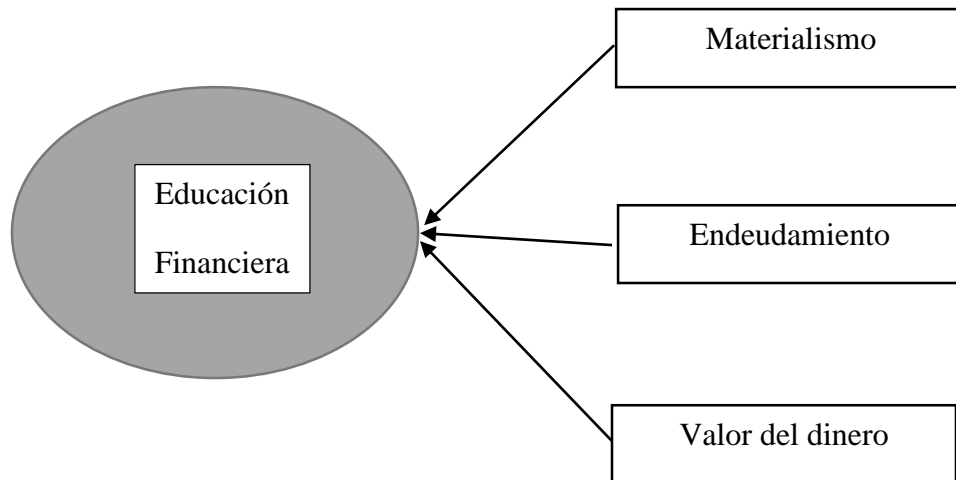 Materialismo
Educación
Financiera
Endeudamiento
Valor del dinero